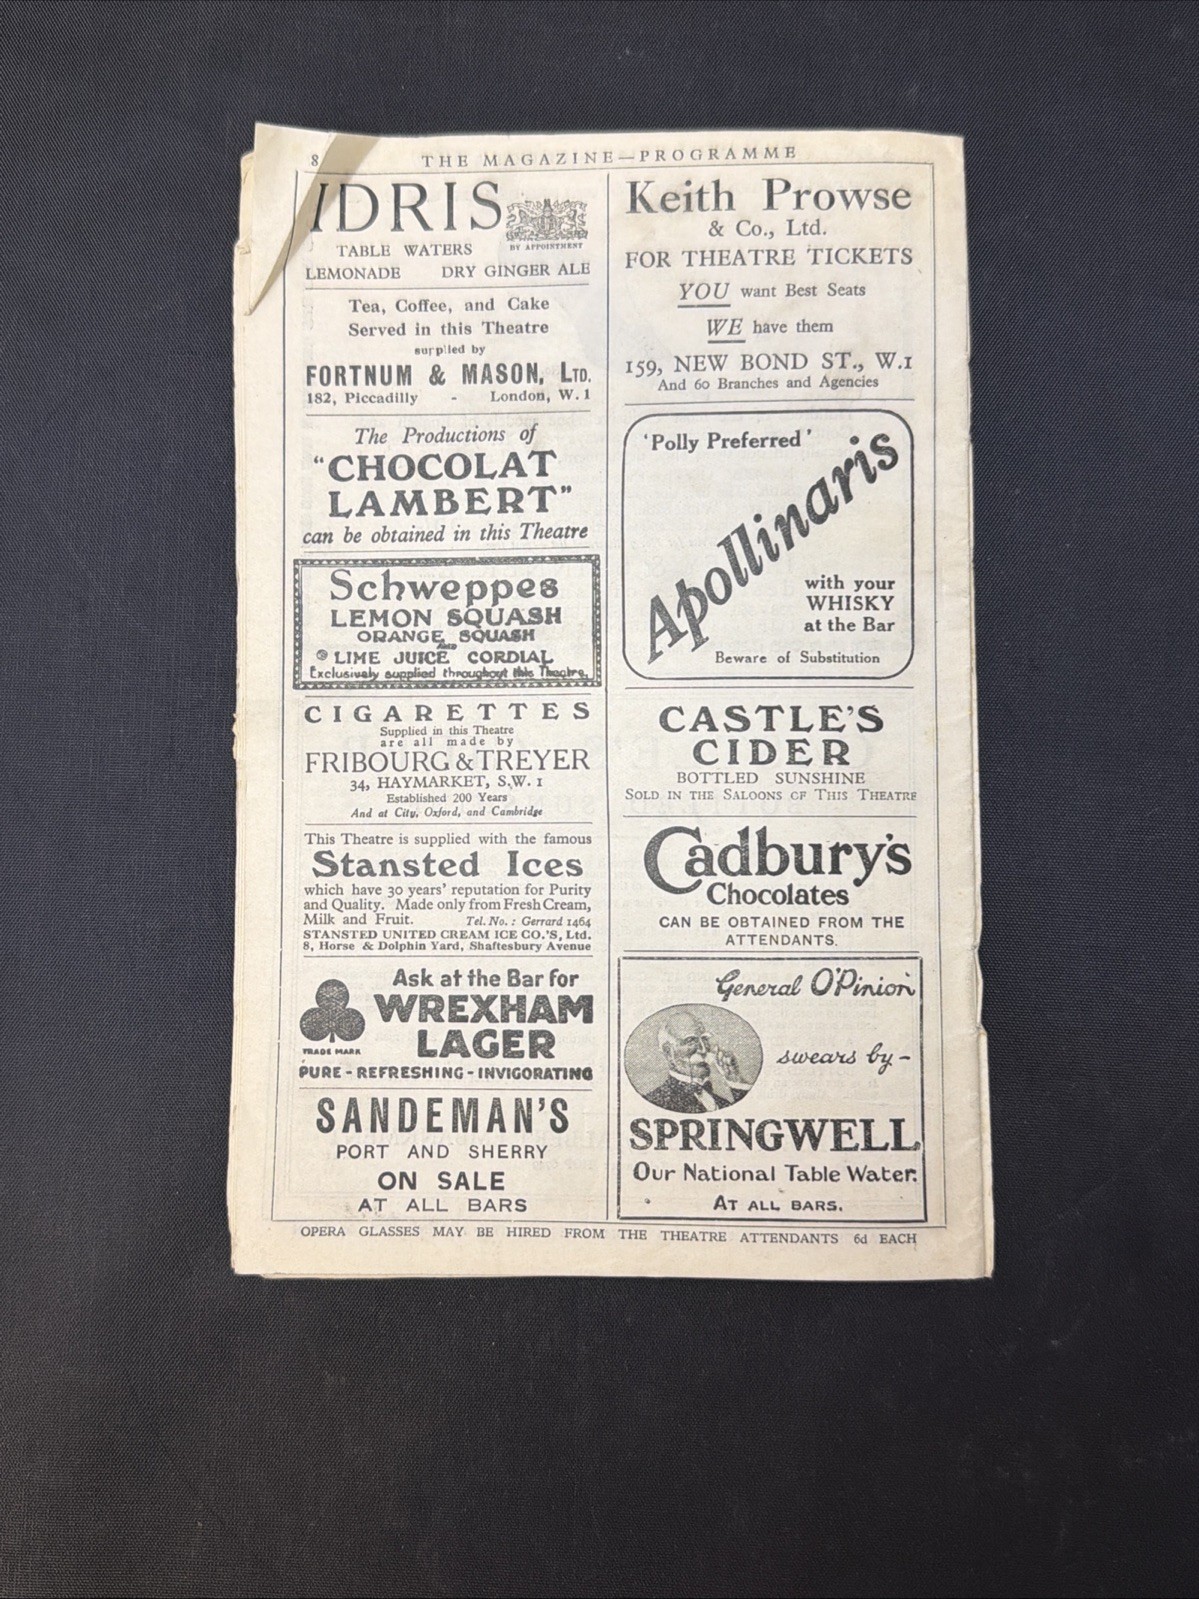 8
THE MAGAZINE—PROGRAMME
IDRIS
BY APPOINTMENT
TABLE WATERS
LEMONADE DRY GINGER ALE
Tea, Coffee, and Cake
Served in this Theatre
supplied by
FORTNUM & MASON, LTD.
182, Piccadilly - London, W.1
The Productions of
"CHOCOLAT
LAMBERT"
can be obtained in this Theatre
Schweppes
LEMON SQUASH
ORANGE SQUASH
AND
LIME JUICE CORDIAL
Exclusively supplied throughout this Theatre.
CIGARETTES
Supplied in this Theatre
are all made by
FRIBOURG & TREYER
34, HAYMARKET, S.W. 1
Established 200 Years
And at City, Oxford, and Cambridge
This Theatre is supplied with the famous
Stansted Ices
which have 30 years' reputation for Purity
and Quality. Made only from Fresh Cream,
Milk and Fruit. Tel. No.: Gerrard 1464
STANSTED UNITED CREAM ICE CO.'S, Ltd.
8, Horse & Dolphin Yard, Shaftesbury Avenue
Ask at the Bar for
WREXHAM
LAGER
TRADE MARK
PURE - REFRESHING - INVIGORATING
SANDEMAN'S
PORT AND SHERRY
ON SALE
AT ALL BARS
Keith Prowse
& Co., Ltd.
FOR THEATRE TICKETS
YOU want Best Seats
WE have them
159, NEW BOND ST., W.1
And 60 Branches and Agencies
'Polly Preferred'
Apollinaris
with your
WHISKY
at the Bar
Beware of Substitution
CASTLE'S
CIDER
BOTTLED SUNSHINE
SOLD IN THE SALOONS OF THIS THEATRE
Cadbury's
Chocolates
CAN BE OBTAINED FROM THE
ATTENDANTS.
General O'Pinion
swears by—
SPRINGWELL
Our National Table Water.
AT ALL BARS.
OPERA GLASSES MAY BE HIRED FROM THE THEATRE ATTENDANTS 6d EACH